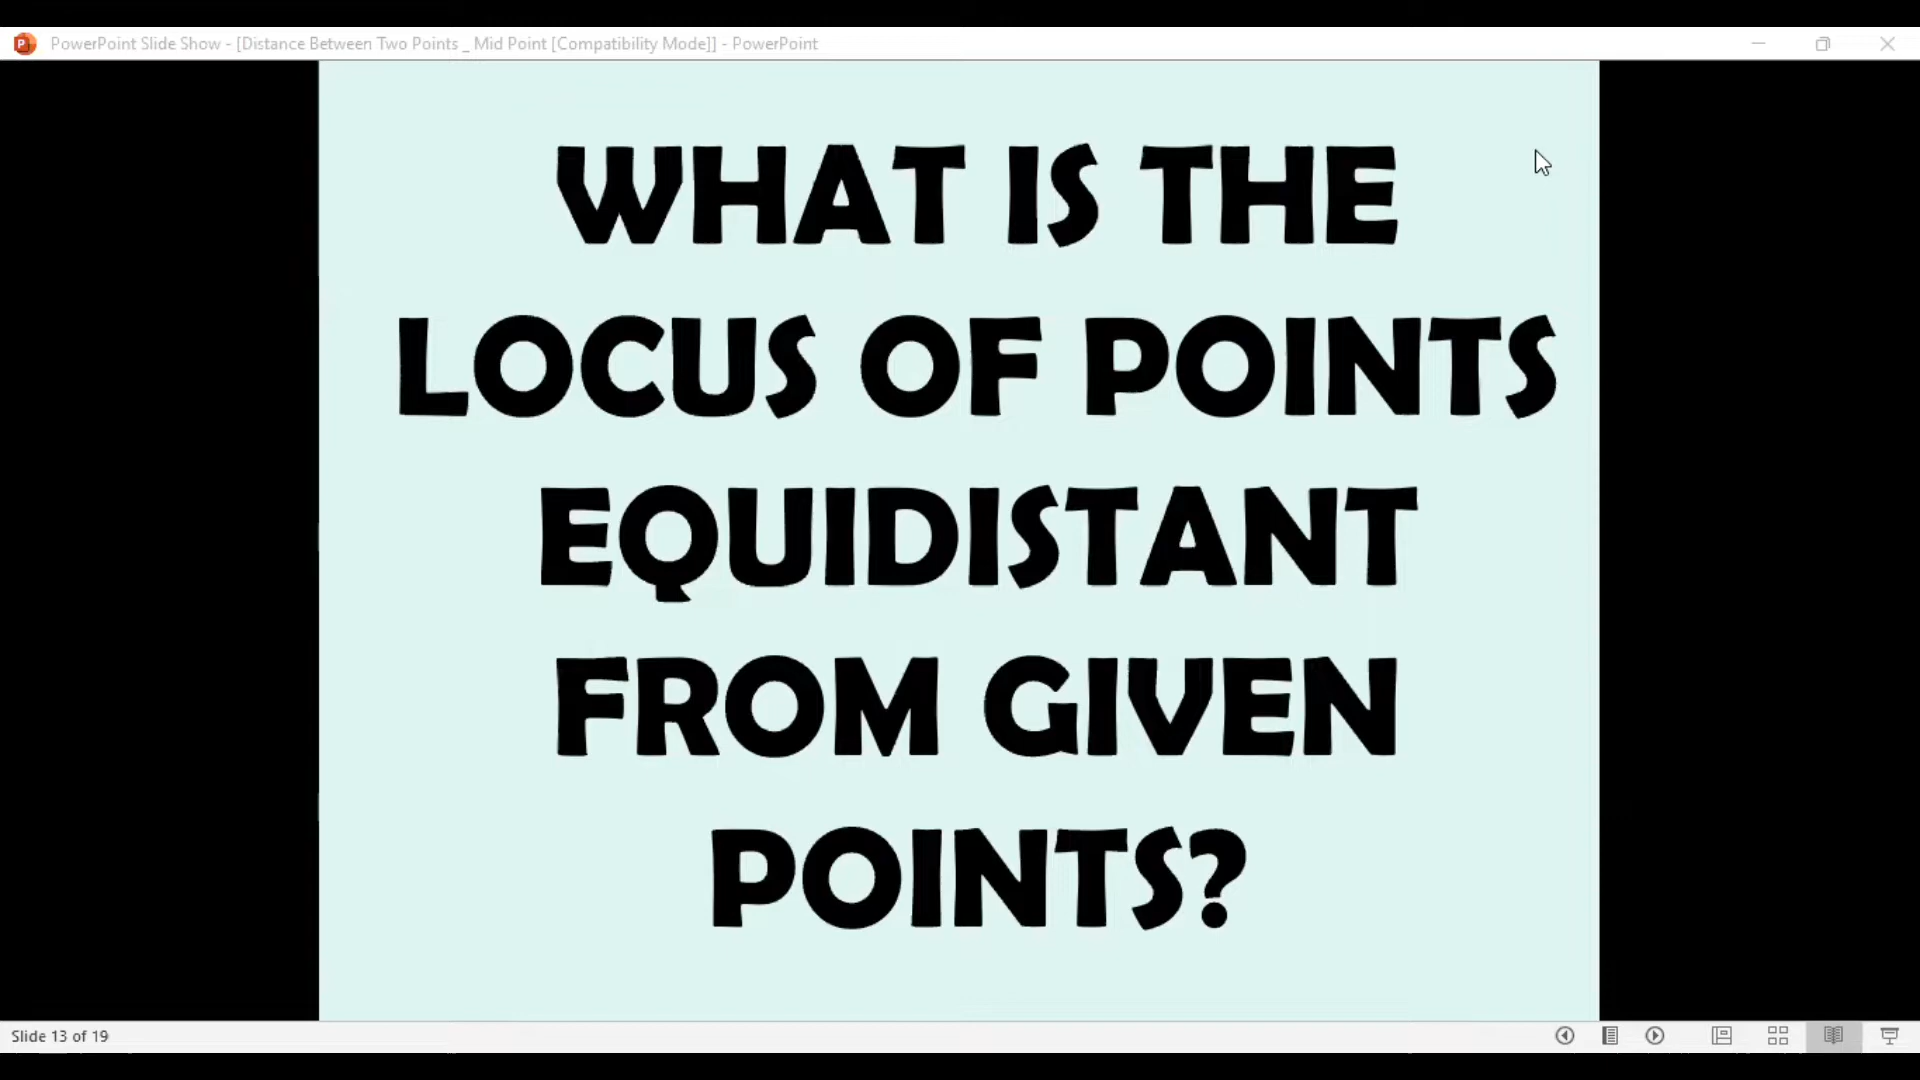 PowerPoint Slide Show - [Distance Between Two Points _ Mid Point [Compatibility Mode]] - PowerPoint
WHAT IS THE
LOCUS OF POINTS
EQUIDISTANT
FROM GIVEN
POINTS?
Slide 13 of 19